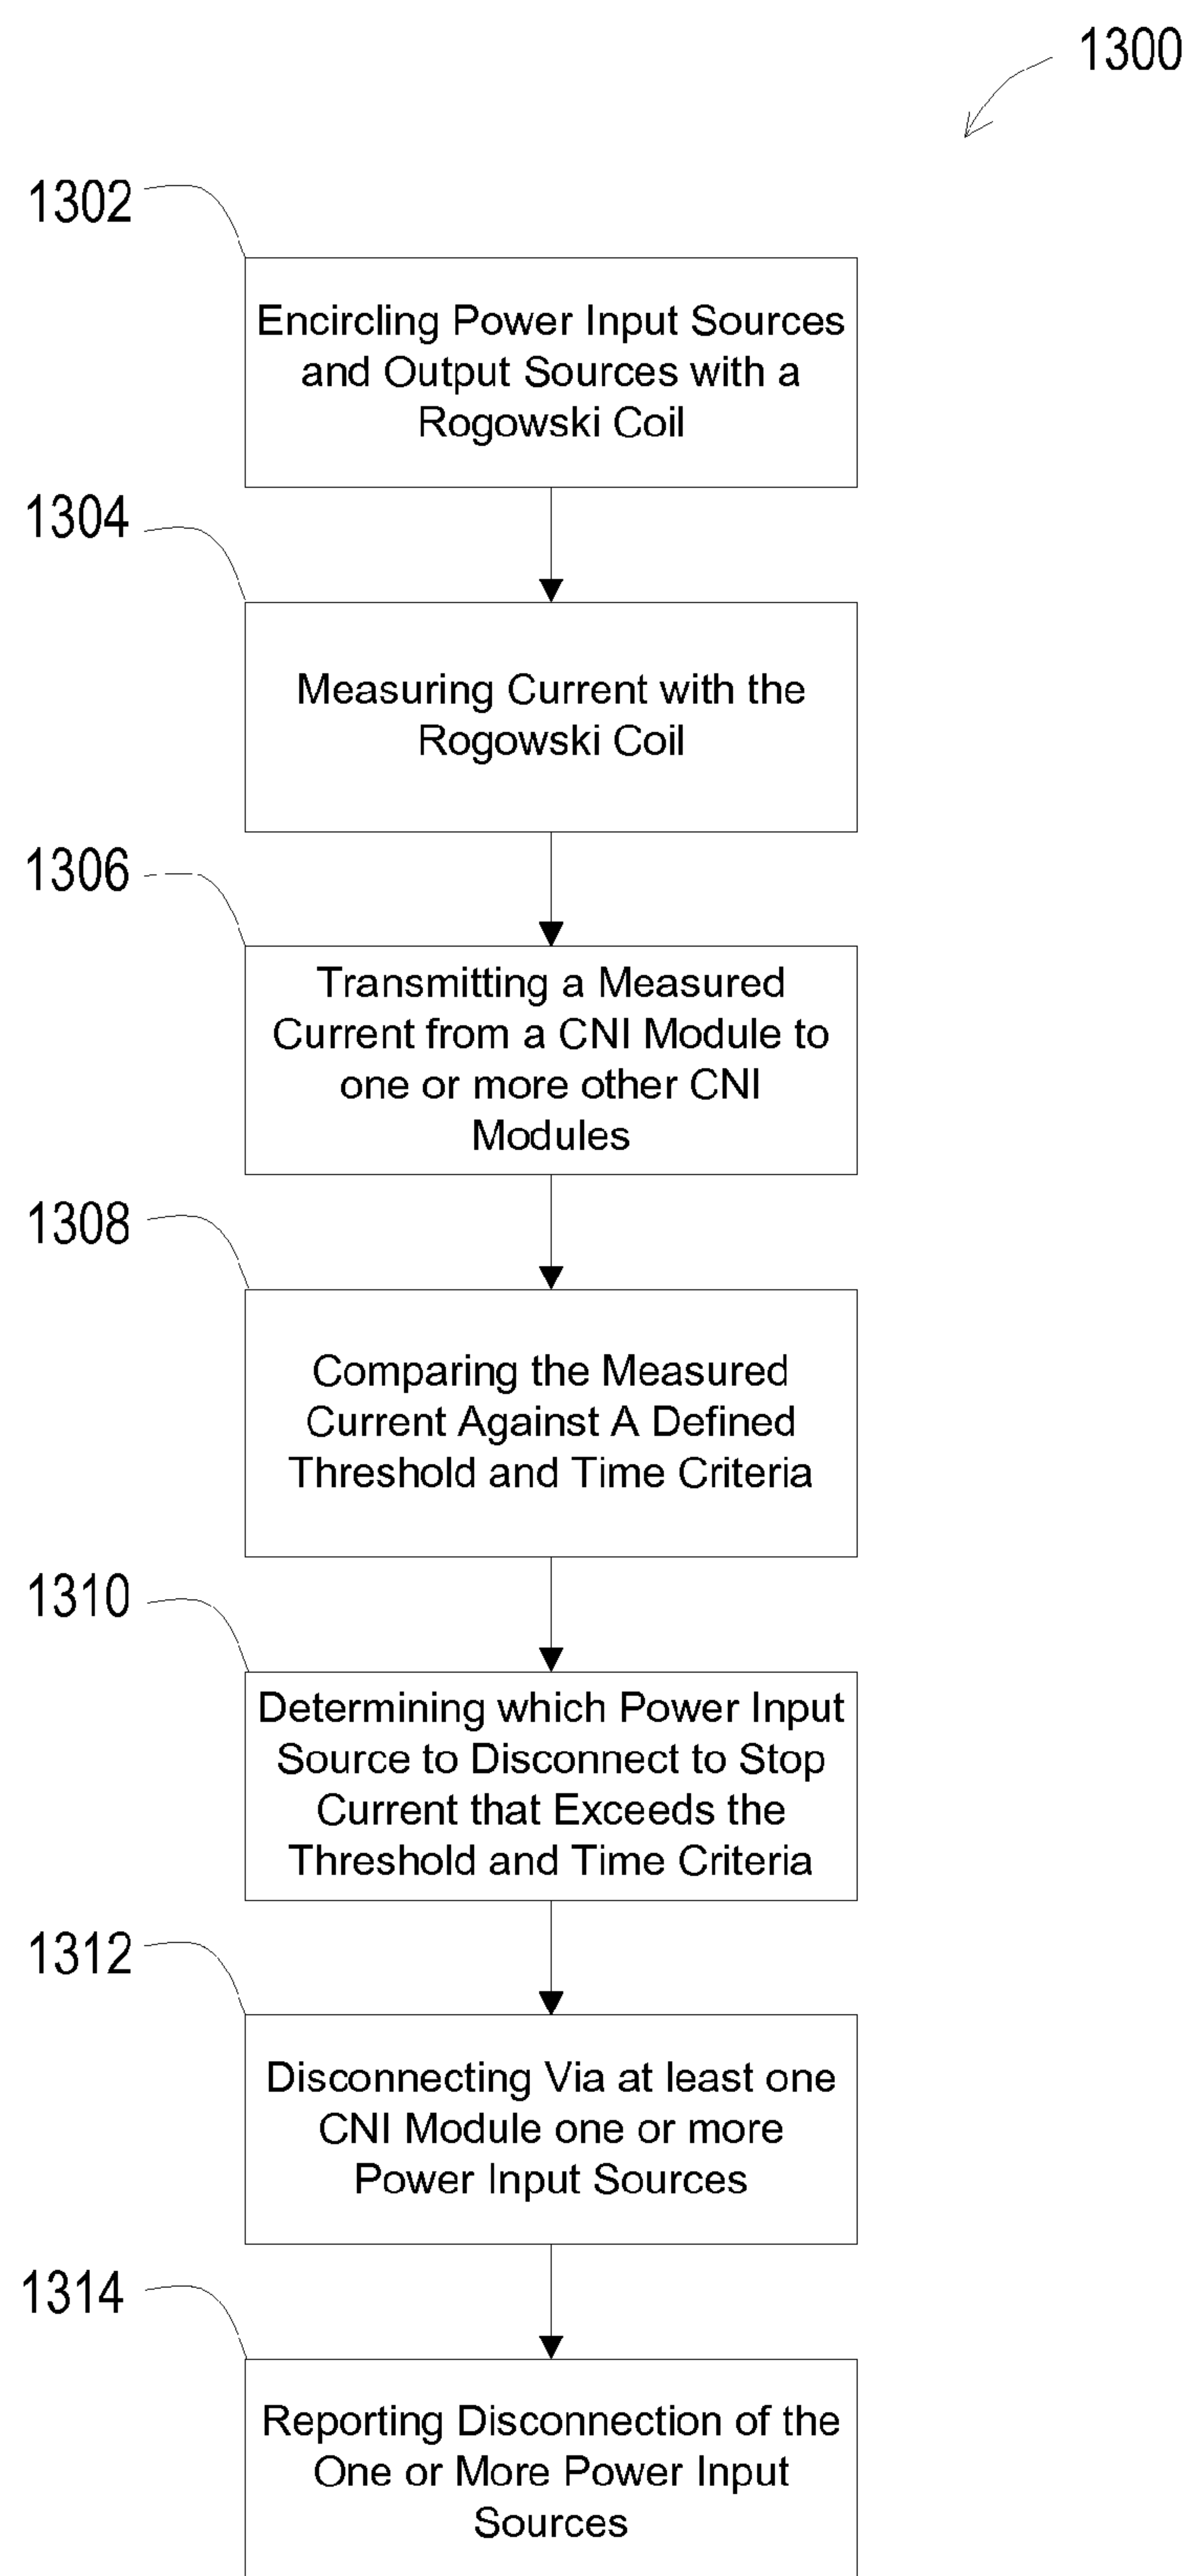 1300
1302
Encircling Power Input Sources
and Output Sources with a
Rogowski Coil
1304
Measuring Current with the
Rogowski Coil
1306
Transmitting a Measured
Current from a CNI Module to
one or more other CNI
Modules
1308
Comparing the Measured
Current Against A Defined
Threshold and Time Criteria
1310
Determining which Power Input
Source to Disconnect to Stop
Current that Exceeds the
Threshold and Time Criteria
1312
Disconnecting Via at least one
CNI Module one or more
Power Input Sources
1314
Reporting Disconnection of the
One or More Power Input
Sources